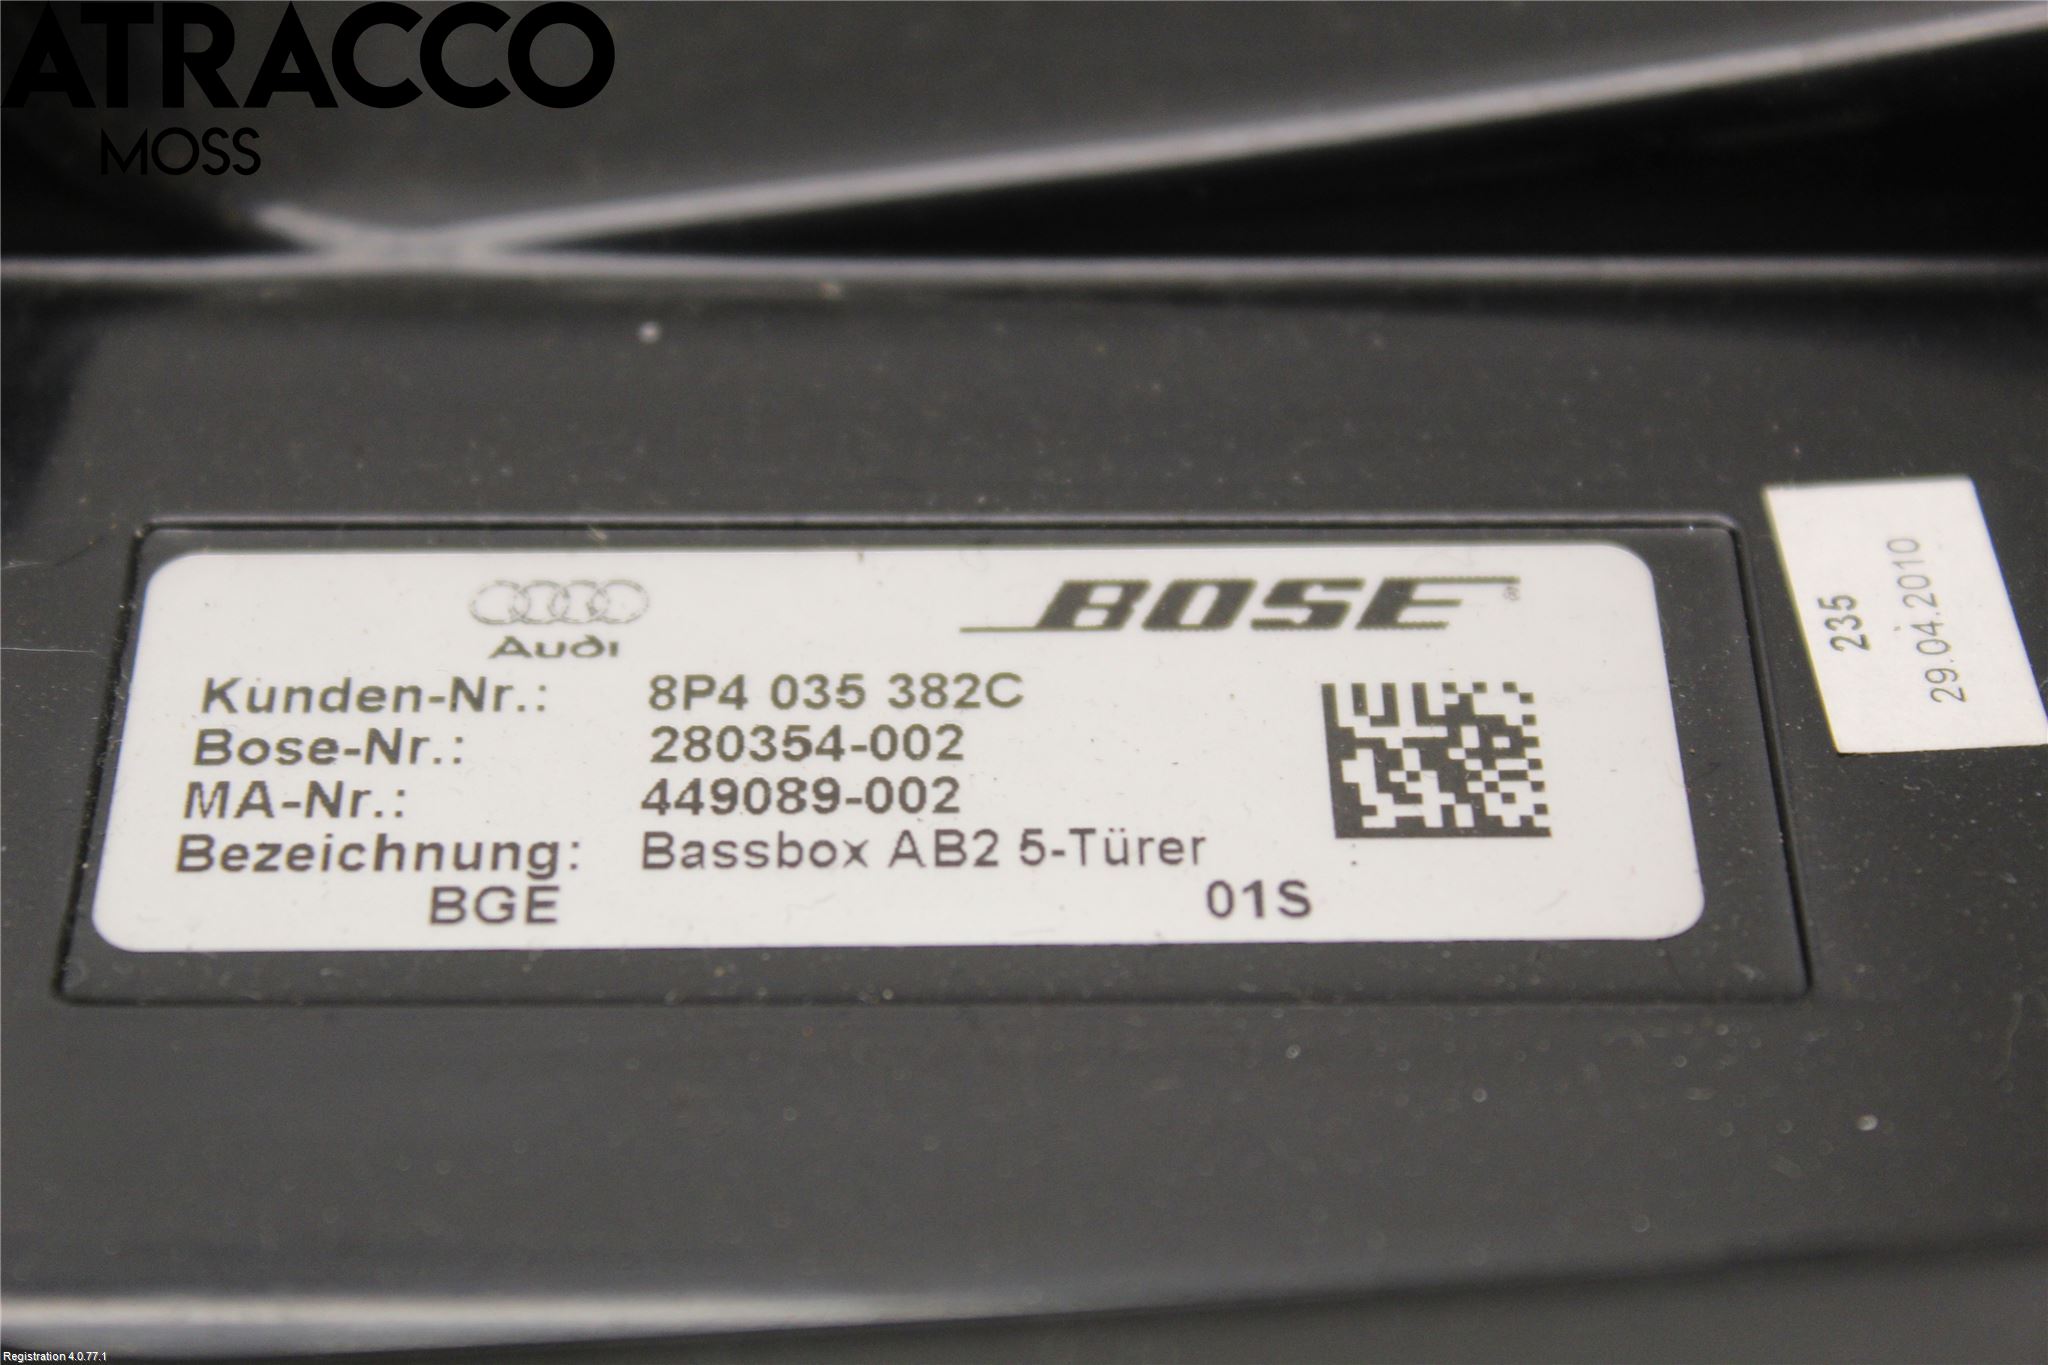 ATRACCO
MOSS
Audi
BOSE
Kunden-Nr.: 8P4 035 382C
Bose-Nr.: 280354-002
MA-Nr.: 449089-002
Bezeichnung: Bassbox AB2 5-Türer
BGE 01S
235
29.04.2010
Registration 4.0.77.1